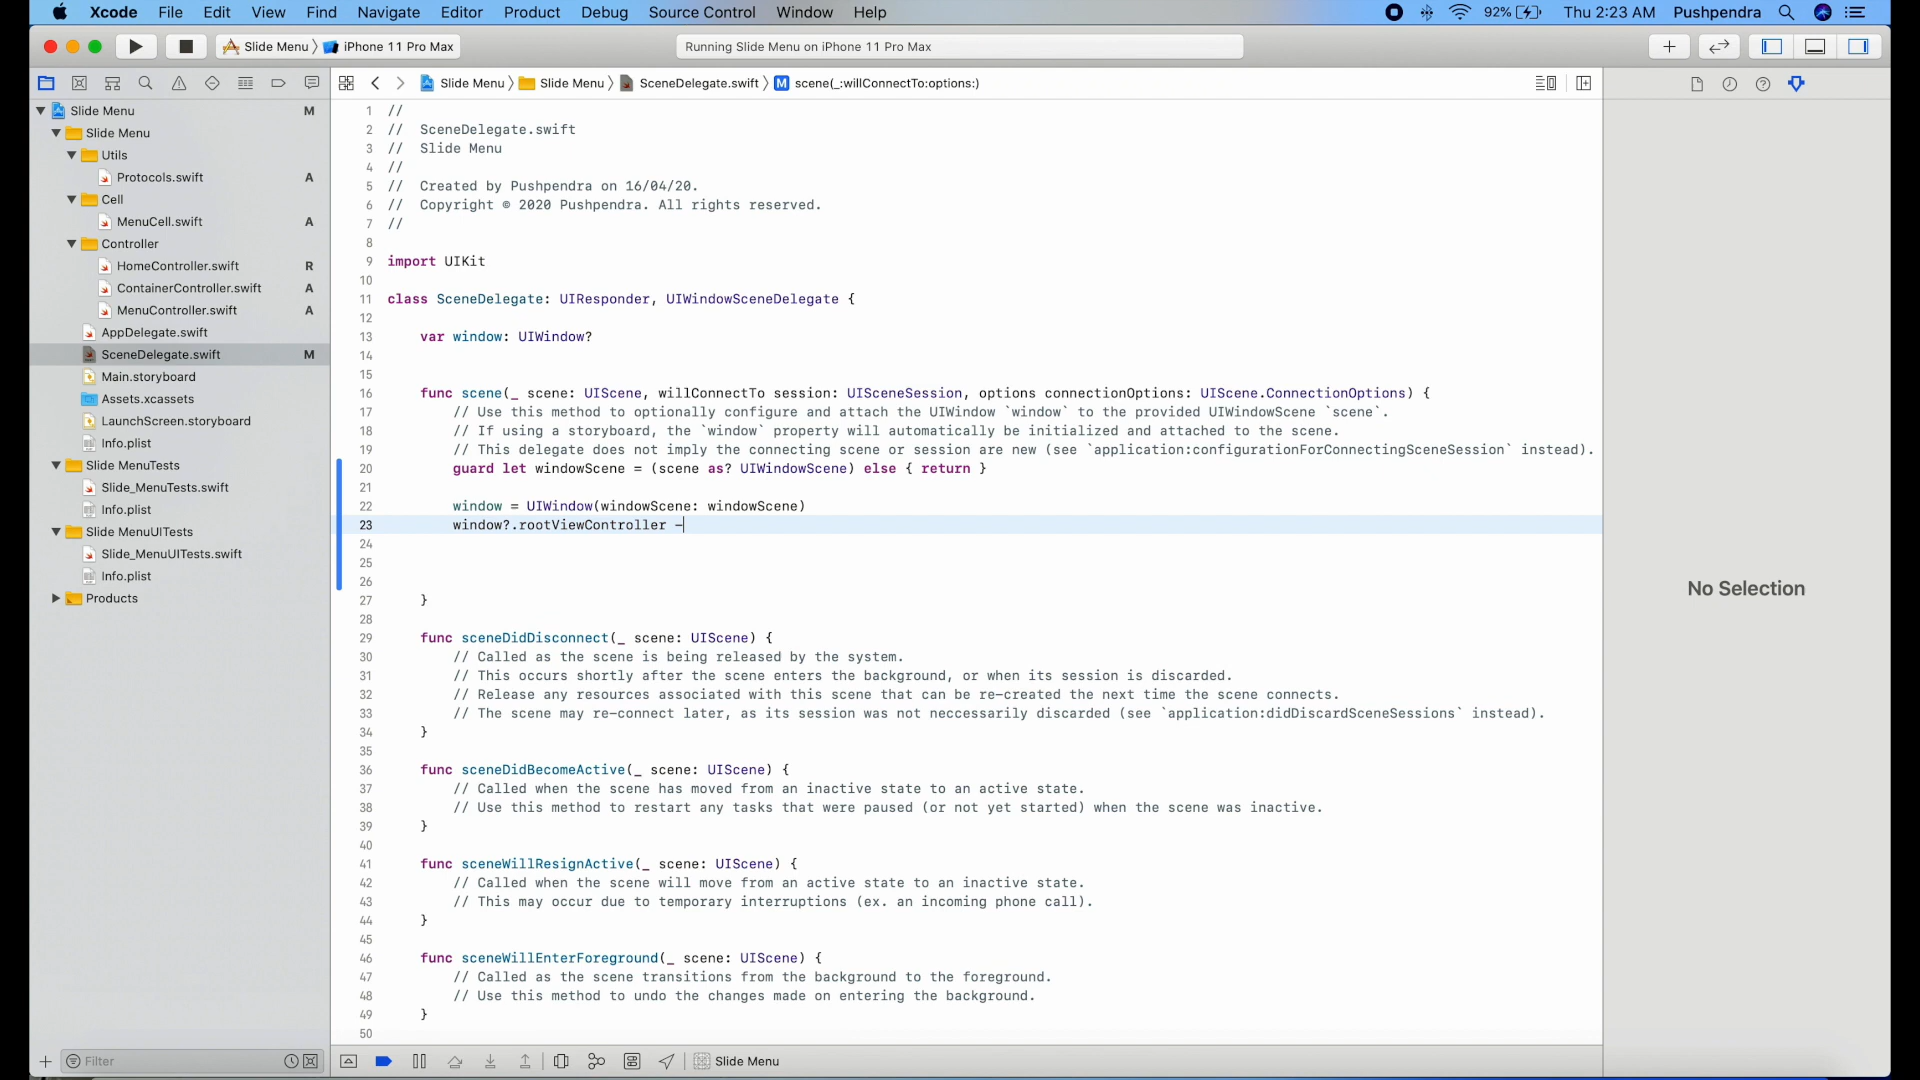 Xcode File Edit View Find Navigate Editor Product Debug Source Control Window Help 92% Thu 2:23 AM Pushpendra
Slide Menu iPhone 11 Pro Max Running Slide Menu on iPhone 11 Pro Max
Slide Menu Slide Menu SceneDelegate.swift M scene(_:willConnectTo:options:)
Slide Menu M
Slide Menu
Utils
Protocols.swift A
Cell
MenuCell.swift A
Controller
HomeController.swift R
ContainerController.swift A
MenuController.swift A
AppDelegate.swift
SceneDelegate.swift M
Main.storyboard
Assets.xcassets
LaunchScreen.storyboard
Info.plist
Slide MenuTests
Slide_MenuTests.swift
Info.plist
Slide MenuUITests
Slide_MenuUITests.swift
Info.plist
Products
Filter
1 //
2 // SceneDelegate.swift
3 // Slide Menu
4 //
5 // Created by Pushpendra on 16/04/20.
6 // Copyright © 2020 Pushpendra. All rights reserved.
7 //
8
9 import UIKit
10
11 class SceneDelegate: UIResponder, UIWindowSceneDelegate {
12
13 var window: UIWindow?
14
15
16 func scene(_ scene: UIScene, willConnectTo session: UISceneSession, options connectionOptions: UIScene.ConnectionOptions) {
17 // Use this method to optionally configure and attach the UIWindow `window` to the provided UIWindowScene `scene`.
18 // If using a storyboard, the `window` property will automatically be initialized and attached to the scene.
19 // This delegate does not imply the connecting scene or session are new (see `application:configurationForConnectingSceneSession` instead).
20 guard let windowScene = (scene as? UIWindowScene) else { return }
21
22 window = UIWindow(windowScene: windowScene)
23 window?.rootViewController -
24
25
26
27 }
28
29 func sceneDidDisconnect(_ scene: UIScene) {
30 // Called as the scene is being released by the system.
31 // This occurs shortly after the scene enters the background, or when its session is discarded.
32 // Release any resources associated with this scene that can be re-created the next time the scene connects.
33 // The scene may re-connect later, as its session was not neccessarily discarded (see `application:didDiscardSceneSessions` instead).
34 }
35
36 func sceneDidBecomeActive(_ scene: UIScene) {
37 // Called when the scene has moved from an inactive state to an active state.
38 // Use this method to restart any tasks that were paused (or not yet started) when the scene was inactive.
39 }
40
41 func sceneWillResignActive(_ scene: UIScene) {
42 // Called when the scene will move from an active state to an inactive state.
43 // This may occur due to temporary interruptions (ex. an incoming phone call).
44 }
45
46 func sceneWillEnterForeground(_ scene: UIScene) {
47 // Called as the scene transitions from the background to the foreground.
48 // Use this method to undo the changes made on entering the background.
49 }
50
Slide Menu
No Selection